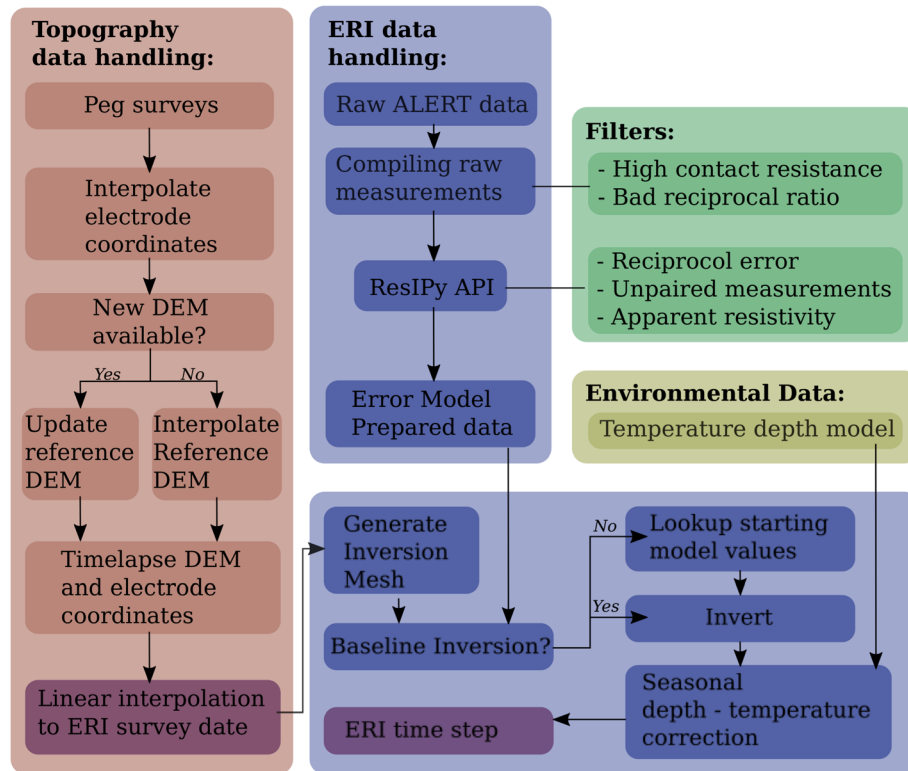 Topography
data handling:
Peg surveys
Interpolate
electrode
coordinates
New DEM
available?
Yes
No
Update
reference
DEM
Interpolate
Reference
DEM
Timelapse DEM
and electrode
coordinates
Linear interpolation
to ERI survey date
ERI data
handling:
Raw ALERT data
Compiling raw
measurements
ResIPy API
Error Model
Prepared data
Filters:
- High contact resistance
- Bad reciprocal ratio
- Reciprocol error
- Unpaired measurements
- Apparent resistivity
Environmental Data:
Temperature depth model
Generate
Inversion
Mesh
Baseline Inversion?
No
Yes
Lookup starting
model values
Invert
Seasonal
depth - temperature
correction
ERI time step